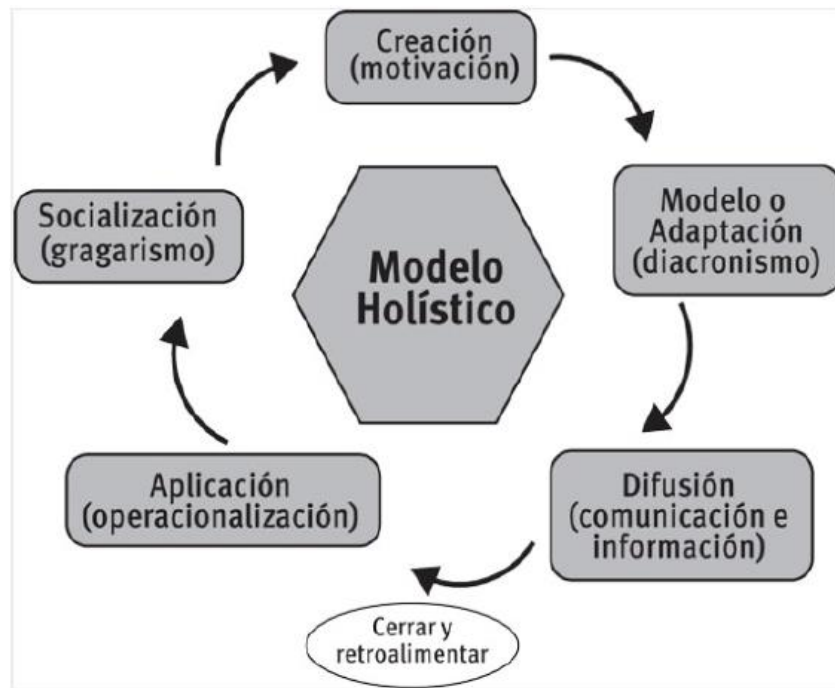 Creación
(motivación)
Modelo o
Adaptación
(diacronismo)
Difusión
(comunicación e
información)
Cerrar y
retroalimentar
Aplicación
(operacionalización)
Socialización
(gragarismo)
Modelo
Holístico